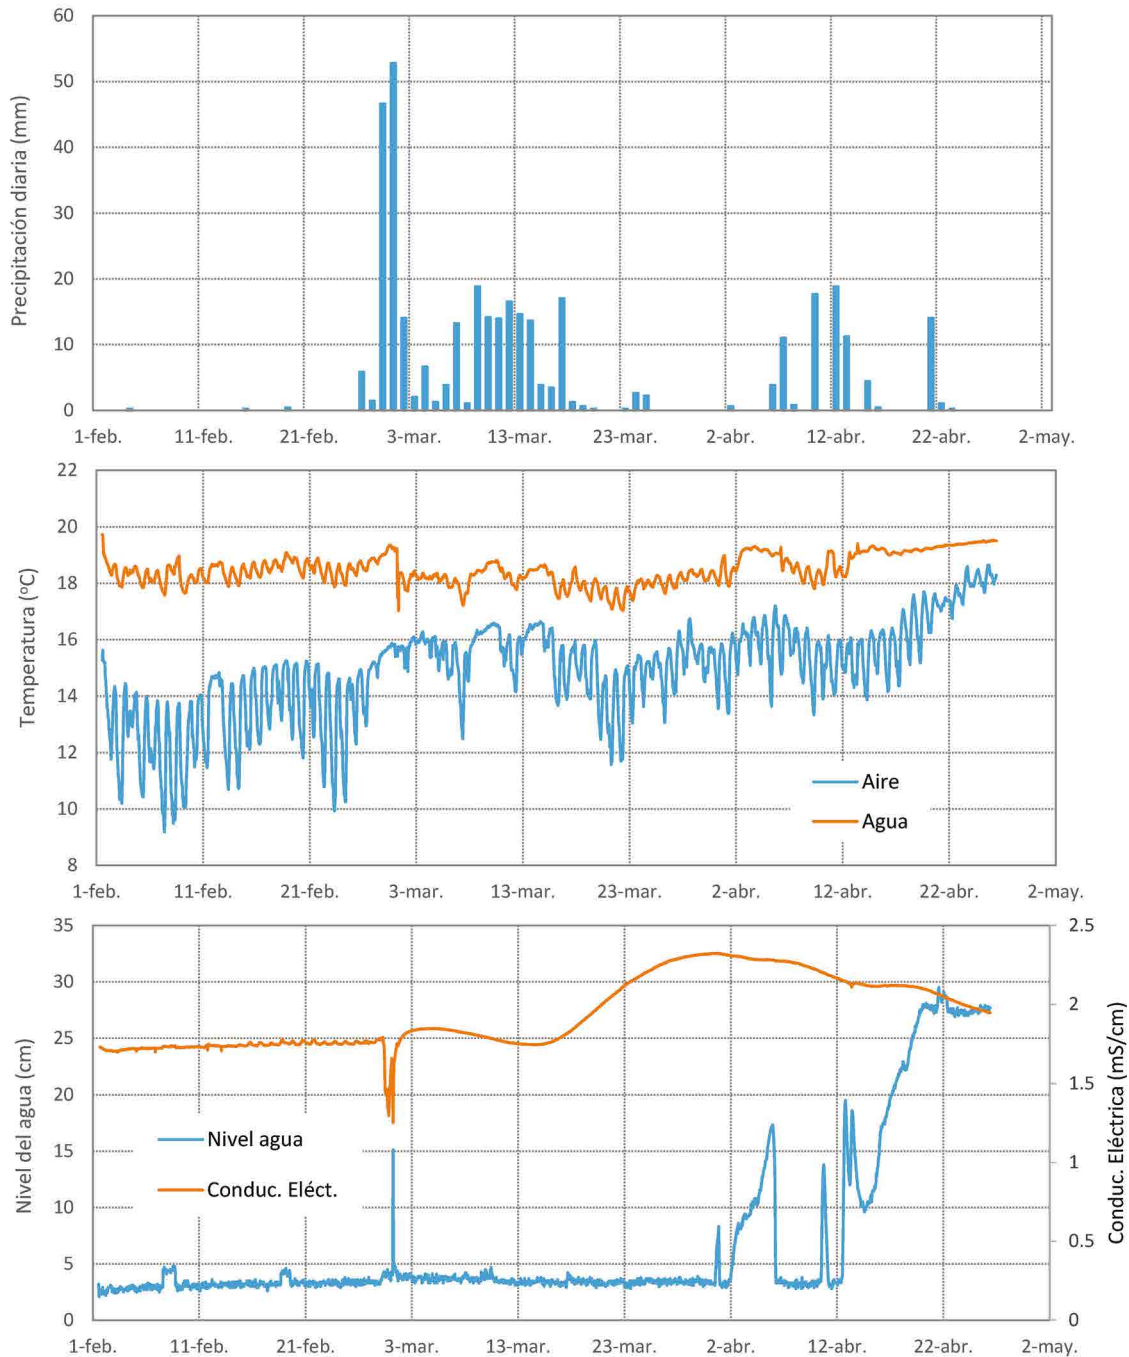 Precipitación diaria (mm)
60
50
40
30
20
10
0
1-feb. 11-feb. 21-feb. 3-mar. 13-mar. 23-mar. 2-abr. 12-abr. 22-abr. 2-may.
Temperatura (ºC)
22
20
18
16
14
12
10
8
Aire
Agua
1-feb. 11-feb. 21-feb. 3-mar. 13-mar. 23-mar. 2-abr. 12-abr. 22-abr. 2-may.
Nivel del agua (cm)
35
30
25
20
15
10
5
0
Nivel agua
Conduc. Eléct.
2.5
2
1.5
1
0.5
0
Conduc. Eléctrica (mS/cm)
1-feb. 11-feb. 21-feb. 3-mar. 13-mar. 23-mar. 2-abr. 12-abr. 22-abr. 2-may.